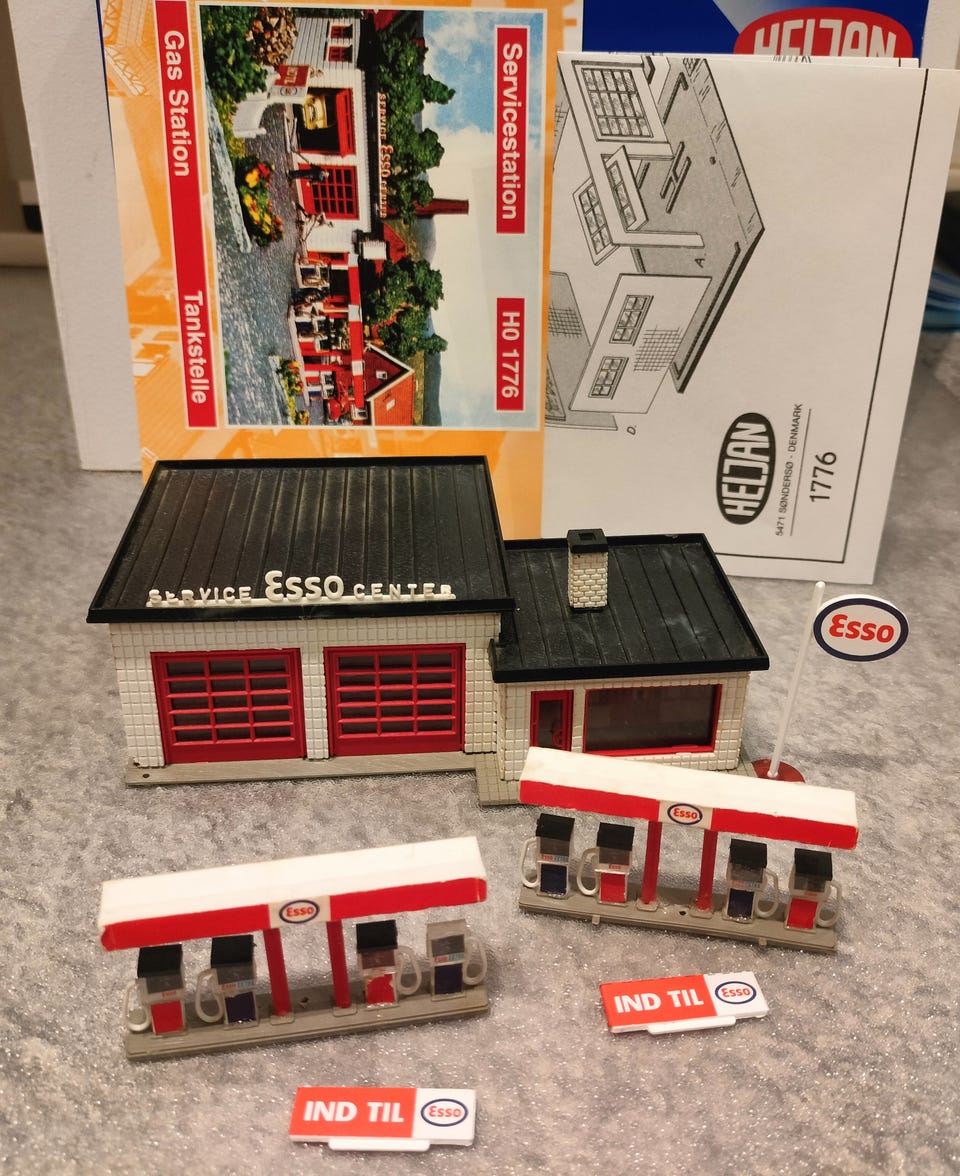 HELJAN
Servicestation
H0 1776
Gas Station
Tankstelle
A.
D.
HELJAN
5471 SØNDERSØ - DENMARK
1776
SERVICE Esso CENTER
Esso
Esso
Esso
IND TIL Esso
IND TIL Esso